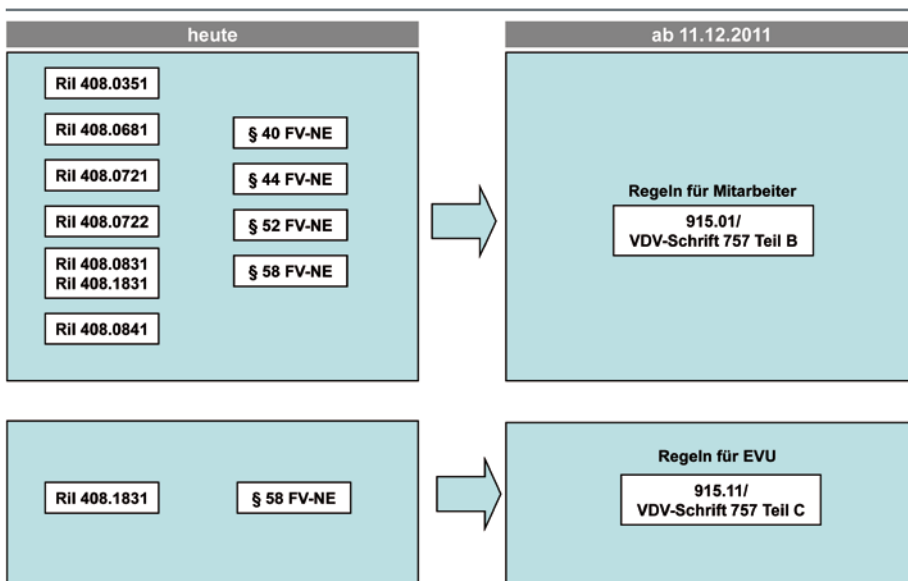 heute
ab 11.12.2011
Ril 408.0351
Ril 408.0681
Ril 408.0721
Ril 408.0722
Ril 408.0831
Ril 408.1831
Ril 408.0841
§ 40 FV-NE
§ 44 FV-NE
§ 52 FV-NE
§ 58 FV-NE
Regeln für Mitarbeiter
915.01/
VDV-Schrift 757 Teil B
Ril 408.1831
§ 58 FV-NE
Regeln für EVU
915.11/
VDV-Schrift 757 Teil C